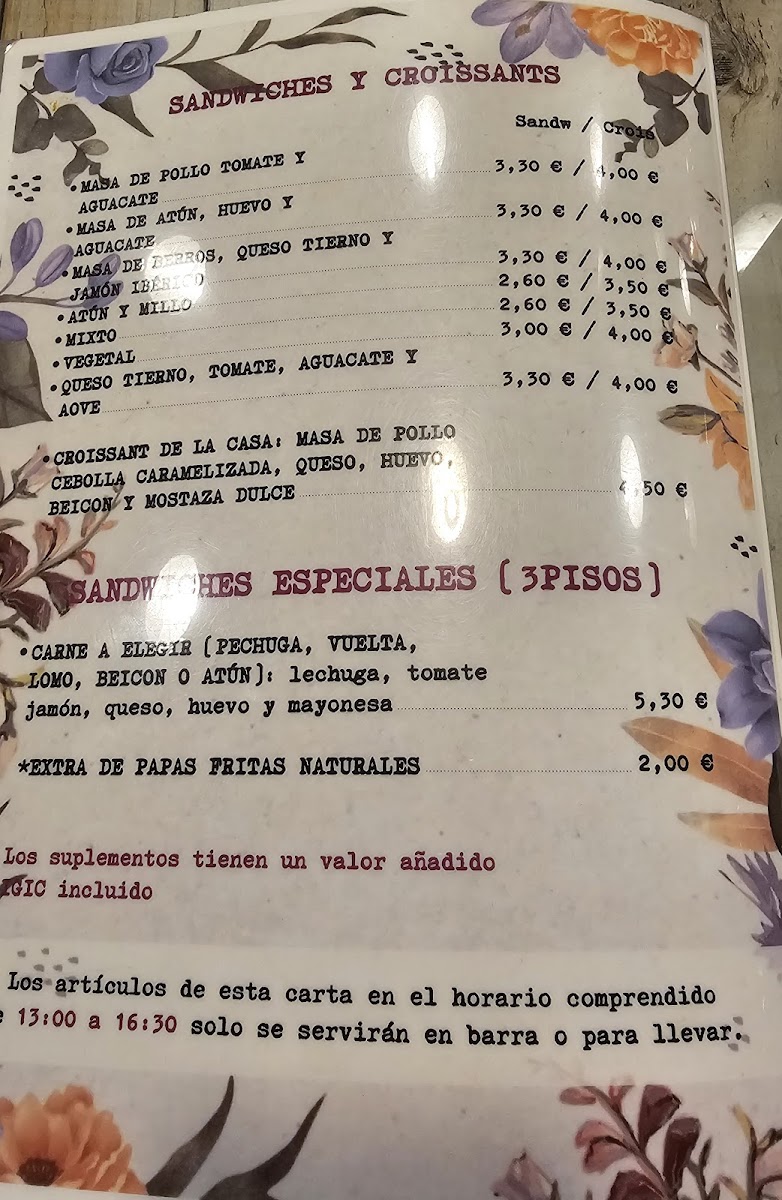 SANDWICHES Y CROISSANTS
Sandw / Crois
•MASA DE POLLO TOMATE Y
AGUACATE 3,30 € / 4,00 €
•MASA DE ATÚN, HUEVO Y
AGUACATE 3,30 € / 4,00 €
•MASA DE BERROS, QUESO TIERNO Y
JAMÓN IBÉRICO 3,30 € / 4,00 €
•ATÚN Y MILLO 2,60 € / 3,50 €
•MIXTO 2,60 € / 3,50 €
•VEGETAL 3,00 € / 4,00 €
•QUESO TIERNO, TOMATE, AGUACATE Y
AOVE 3,30 € / 4,00 €
•CROISSANT DE LA CASA: MASA DE POLLO
CEBOLLA CARAMELIZADA, QUESO, HUEVO,
BEICON Y MOSTAZA DULCE 4,50 €
SANDWICHES ESPECIALES (3PISOS)
•CARNE A ELEGIR (PECHUGA, VUELTA,
LOMO, BEICON O ATÚN): lechuga, tomate
jamón, queso, huevo y mayonesa 5,30 €
*EXTRA DE PAPAS FRITAS NATURALES 2,00 €
Los suplementos tienen un valor añadido
IGIC incluido
Los artículos de esta carta en el horario comprendido
13:00 a 16:30 solo se servirán en barra o para llevar.